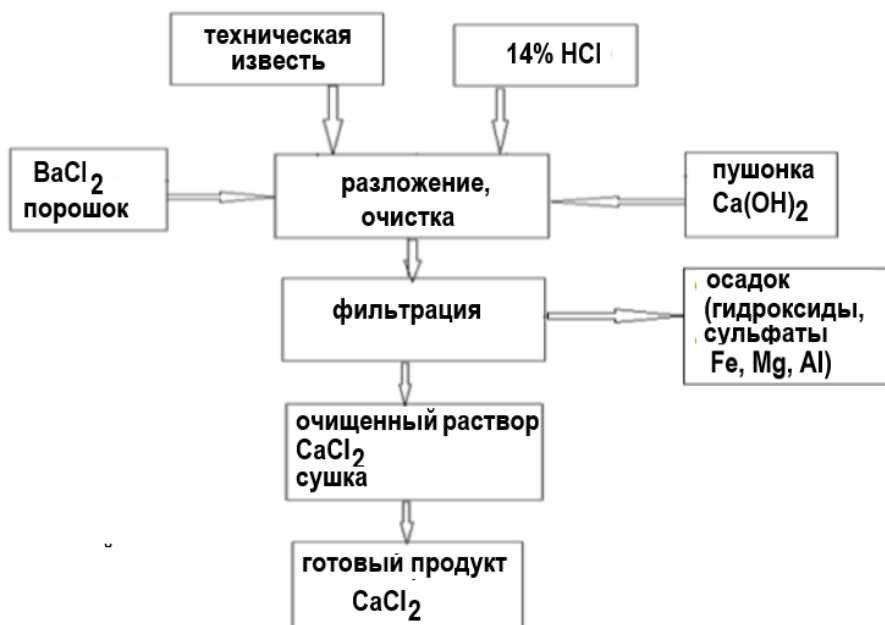 техническая
известь
14% HCl
BaCl₂
порошок
разложение,
очистка
пушонка
Ca(OH)₂
фильтрация
осадок
(гидроксиды,
сульфаты
Fe, Mg, Al)
очищенный раствор
CaCl₂
сушка
готовый продукт
CaCl₂